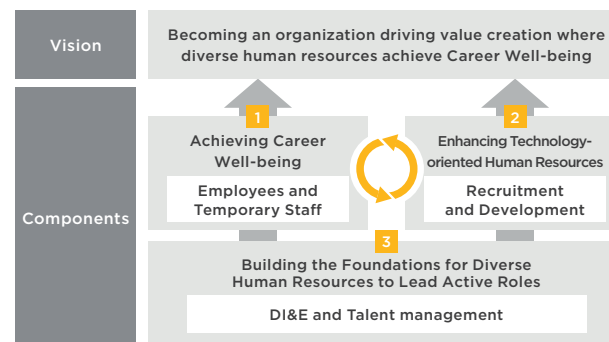 Vision
Becoming an organization driving value creation where
diverse human resources achieve Career Well-being
Components
1
Achieving Career
Well-being
Employees and
Temporary Staff
2
Enhancing Technology-
oriented Human Resources
Recruitment
and Development
3
Building the Foundations for Diverse
Human Resources to Lead Active Roles
DI&E and Talent management